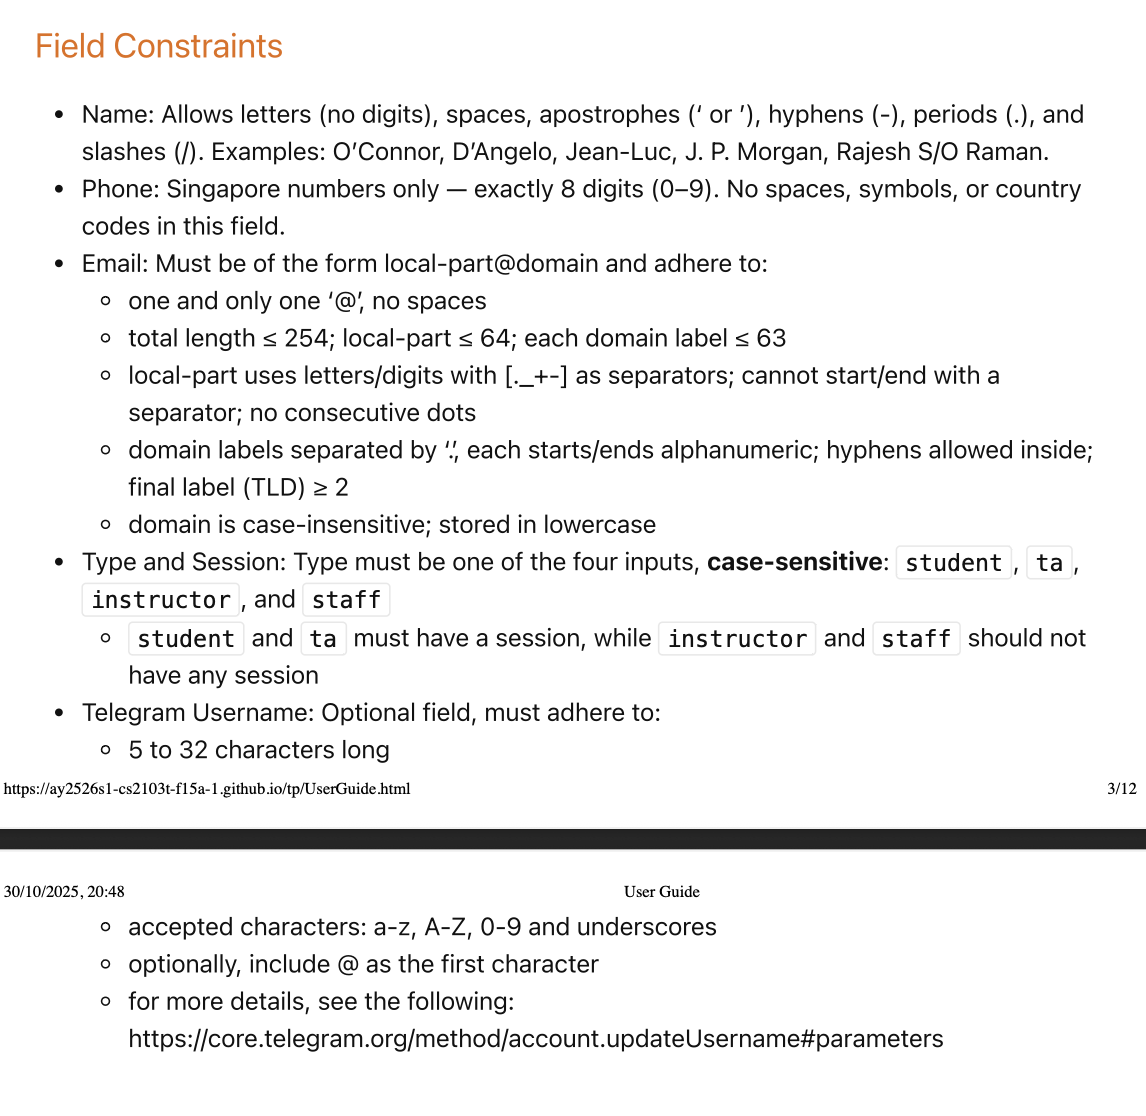 Field Constraints
• Name: Allows letters (no digits), spaces, apostrophes (‘ or ’), hyphens (-), periods (.), and
slashes (/). Examples: O’Connor, D’Angelo, Jean-Luc, J. P. Morgan, Rajesh S/O Raman.
• Phone: Singapore numbers only — exactly 8 digits (0–9). No spaces, symbols, or country
codes in this field.
• Email: Must be of the form local-part@domain and adhere to:
◦ one and only one ‘@’, no spaces
◦ total length ≤ 254; local-part ≤ 64; each domain label ≤ 63
◦ local-part uses letters/digits with [._+-] as separators; cannot start/end with a
separator; no consecutive dots
◦ domain labels separated by ‘.’, each starts/ends alphanumeric; hyphens allowed inside;
final label (TLD) ≥ 2
◦ domain is case-insensitive; stored in lowercase
• Type and Session: Type must be one of the four inputs, case-sensitive: student, ta,
instructor, and staff
◦ student and ta must have a session, while instructor and staff should not
have any session
• Telegram Username: Optional field, must adhere to:
◦ 5 to 32 characters long
https://ay2526s1-cs2103t-f15a-1.github.io/tp/UserGuide.html 3/12
30/10/2025, 20:48 User Guide
◦ accepted characters: a-z, A-Z, 0-9 and underscores
◦ optionally, include @ as the first character
◦ for more details, see the following:
https://core.telegram.org/method/account.updateUsername#parameters